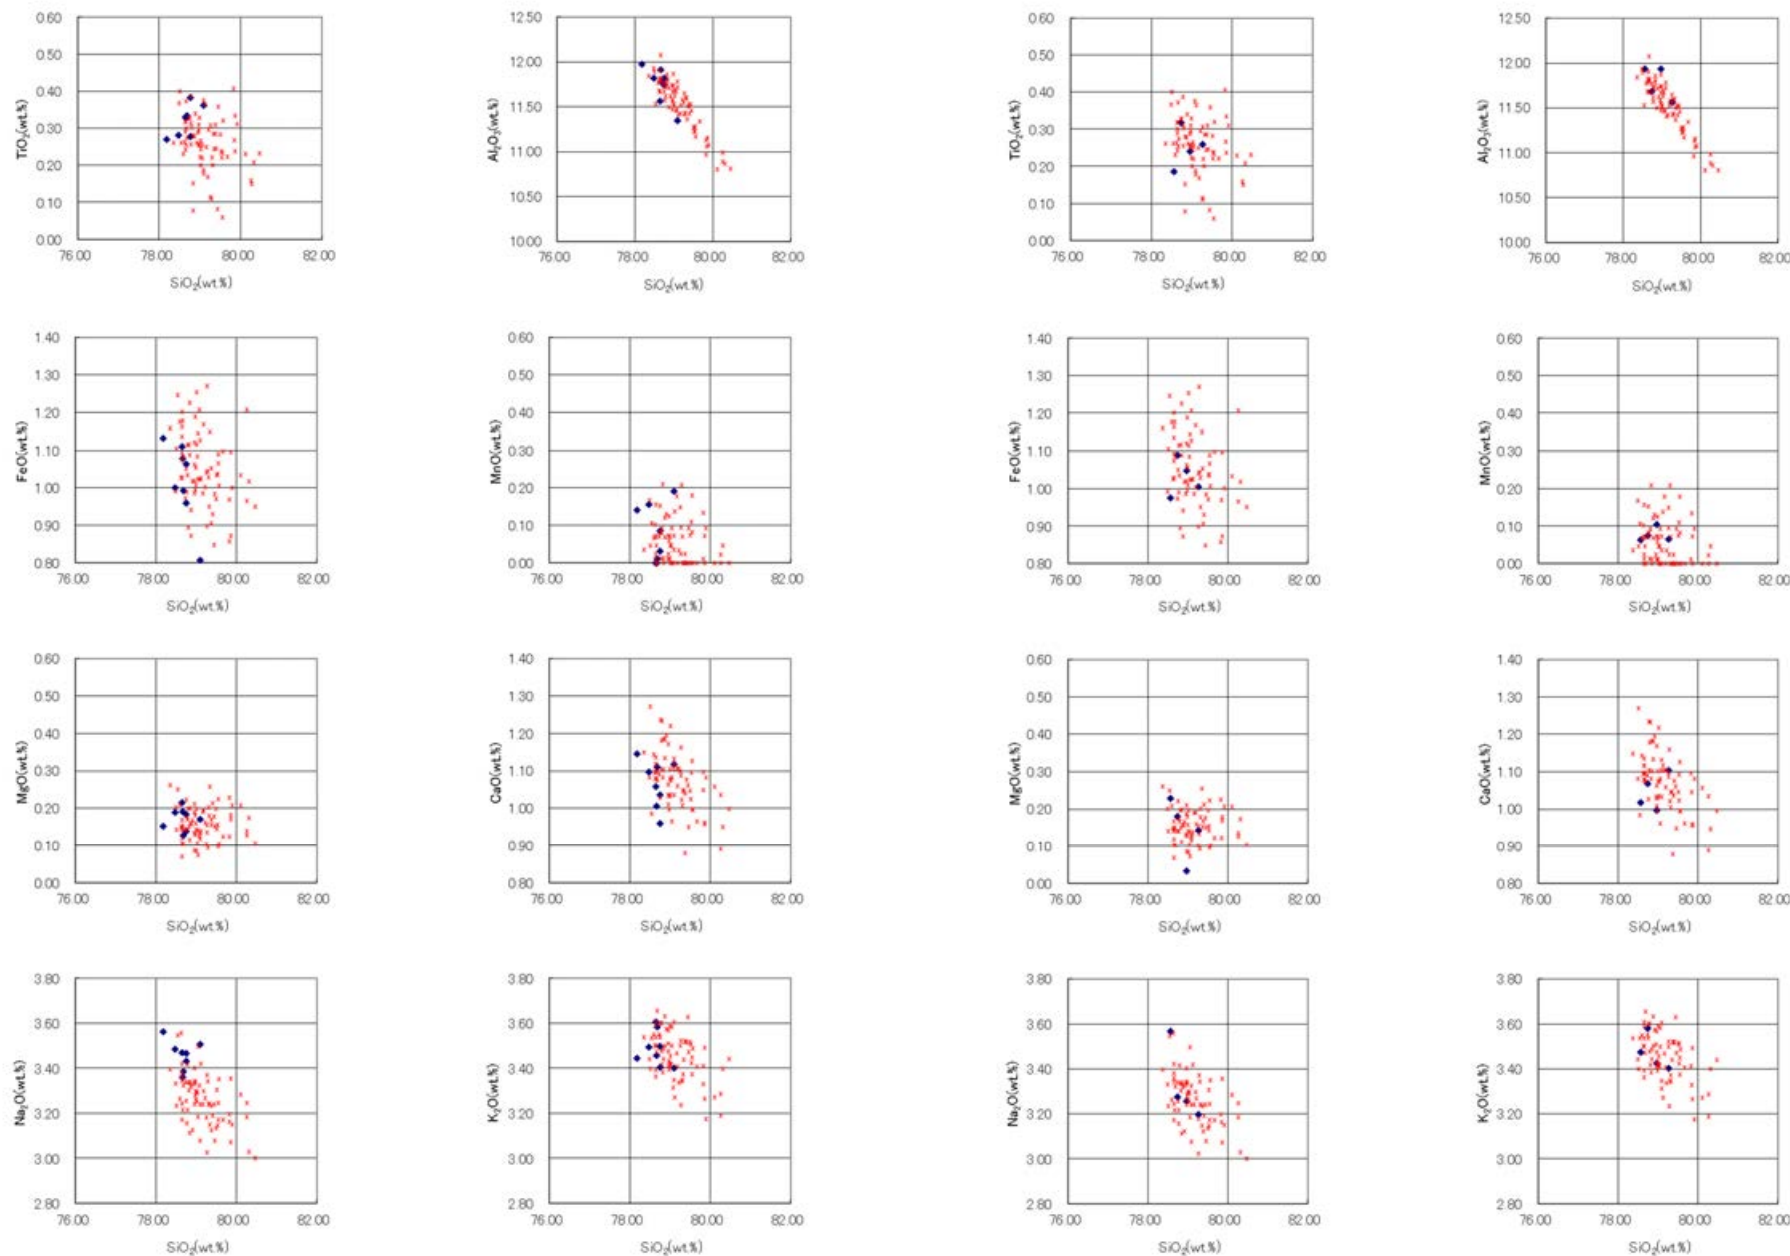 0.60
0.50
0.40
0.30
0.20
0.10
0.00
TiO₂(wt.%)
76.00 78.00 80.00 82.00
SiO₂(wt.%)
12.50
12.00
11.50
11.00
10.50
10.00
Al₂O₃(wt.%)
76.00 78.00 80.00 82.00
SiO₂(wt.%)
0.60
0.50
0.40
0.30
0.20
0.10
0.00
TiO₂(wt.%)
76.00 78.00 80.00 82.00
SiO₂(wt.%)
12.50
12.00
11.50
11.00
10.50
10.00
Al₂O₃(wt.%)
76.00 78.00 80.00 82.00
SiO₂(wt.%)
1.40
1.30
1.20
1.10
1.00
0.90
0.80
FeO(wt.%)
76.00 78.00 80.00 82.00
SiO₂(wt.%)
0.60
0.50
0.40
0.30
0.20
0.10
0.00
MnO(wt.%)
76.00 78.00 80.00 82.00
SiO₂(wt.%)
1.40
1.30
1.20
1.10
1.00
0.90
0.80
FeO(wt.%)
76.00 78.00 80.00 82.00
SiO₂(wt.%)
0.60
0.50
0.40
0.30
0.20
0.10
0.00
MnO(wt.%)
76.00 78.00 80.00 82.00
SiO₂(wt.%)
0.60
0.50
0.40
0.30
0.20
0.10
0.00
MgO(wt.%)
76.00 78.00 80.00 82.00
SiO₂(wt.%)
1.40
1.30
1.20
1.10
1.00
0.90
0.80
CaO(wt.%)
76.00 78.00 80.00 82.00
SiO₂(wt.%)
0.60
0.50
0.40
0.30
0.20
0.10
0.00
MgO(wt.%)
76.00 78.00 80.00 82.00
SiO₂(wt.%)
1.40
1.30
1.20
1.10
1.00
0.90
0.80
CaO(wt.%)
76.00 78.00 80.00 82.00
SiO₂(wt.%)
3.80
3.60
3.40
3.20
3.00
2.80
Na₂O(wt.%)
76.00 78.00 80.00 82.00
SiO₂(wt.%)
3.80
3.60
3.40
3.20
3.00
2.80
K₂O(wt.%)
76.00 78.00 80.00 82.00
SiO₂(wt.%)
3.80
3.60
3.40
3.20
3.00
2.80
Na₂O(wt.%)
76.00 78.00 80.00 82.00
SiO₂(wt.%)
3.80
3.60
3.40
3.20
3.00
2.80
K₂O(wt.%)
76.00 78.00 80.00 82.00
SiO₂(wt.%)